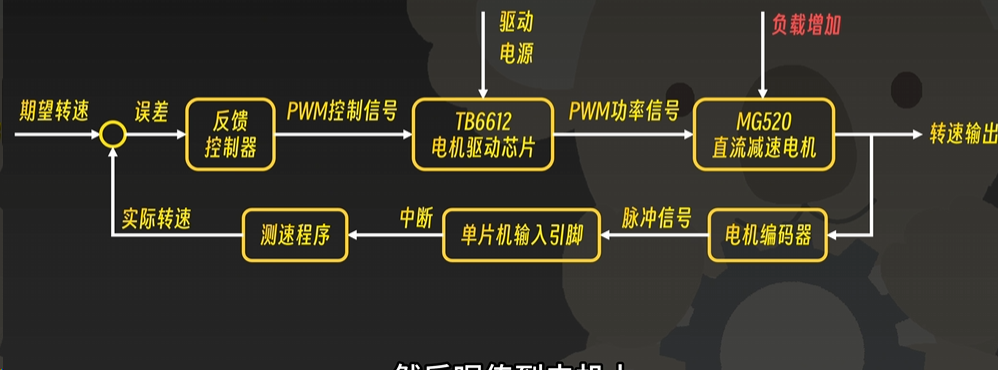 驱动
电源
负载增加
期望转速
误差
反馈
控制器
PWM控制信号
TB6612
电机驱动芯片
PWM功率信号
MG520
直流减速电机
转速输出
实际转速
测速程序
中断
单片机输入引脚
脉冲信号
电机编码器